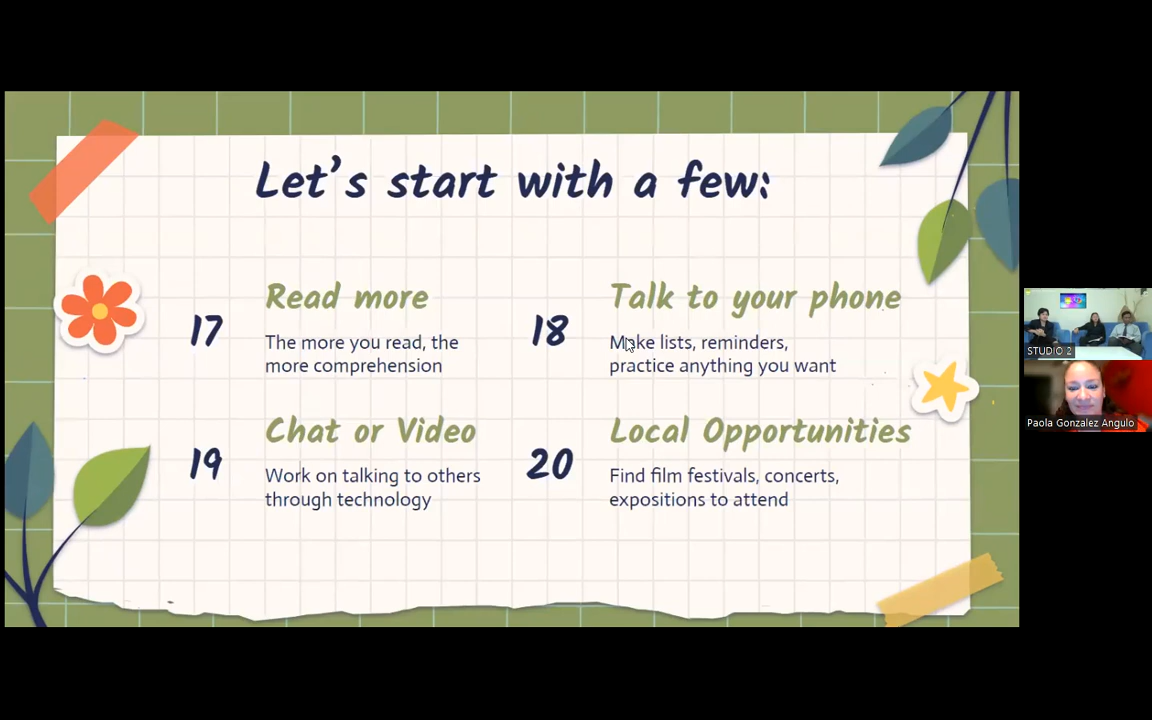 Let's start with a few:
17
Read more
The more you read, the
more comprehension
18
Talk to your phone
Make lists, reminders,
practice anything you want
19
Chat or Video
Work on talking to others
through technology
20
Local Opportunities
Find film festivals, concerts,
expositions to attend
STUDIO 2
Paola Gonzalez Angulo